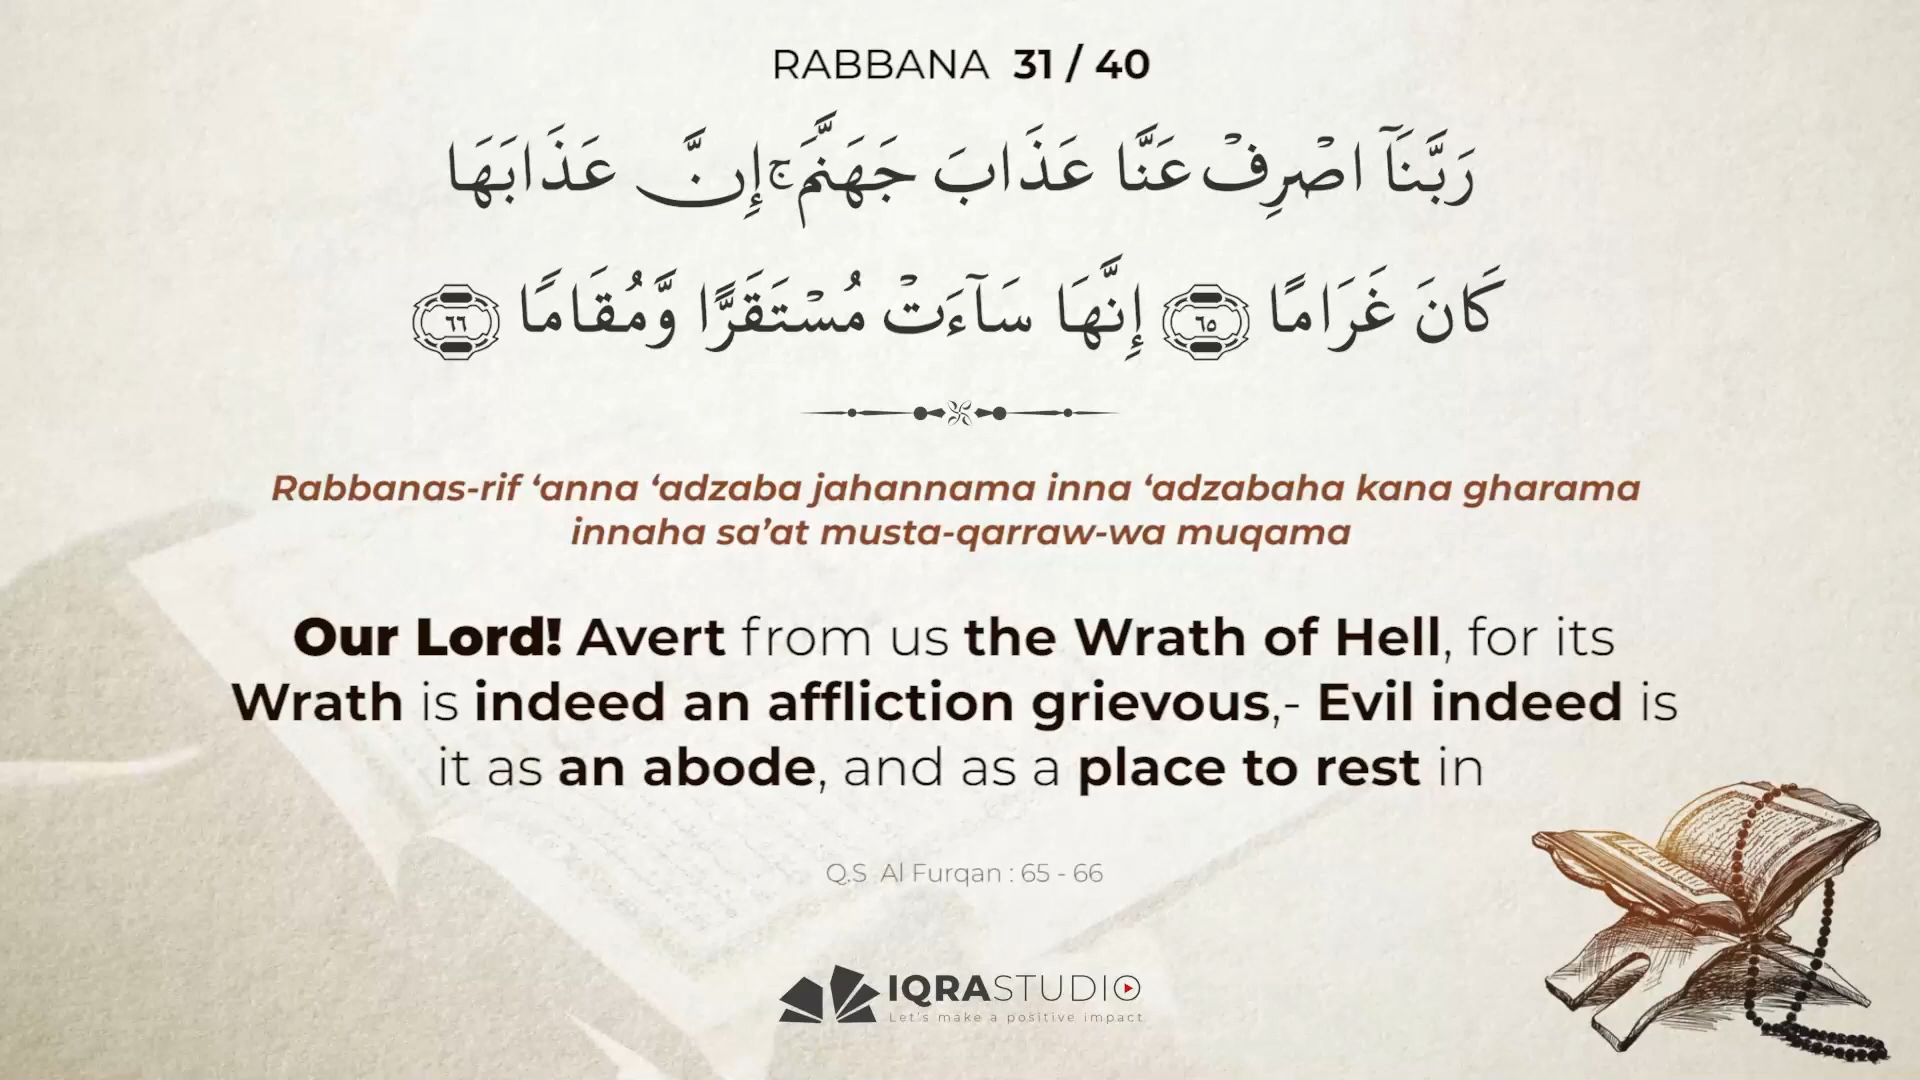 RABBANA 31 / 40
رَبَّنَآ اصْرِفْ عَنَّا عَذَابَ جَهَنَّمَۚ إِنَّ عَذَابَهَا
كَانَ غَرَامًا ٦٥ إِنَّهَا سَآءَتْ مُسْتَقَرًّا وَّمُقَامًا ٦٦
Rabbanas-rif ‘anna ‘adzaba jahannama inna ‘adzabaha kana gharama
innaha sa’at musta-qarraw-wa muqama
Our Lord! Avert from us the Wrath of Hell, for its
Wrath is indeed an affliction grievous,- Evil indeed is
it as an abode, and as a place to rest in
Q.S Al Furqan : 65 - 66
IQRASTUDIO
Let's make a positive impact